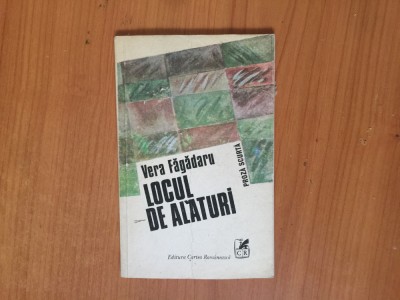 Vera Făgădaru
LOCUL
DE ALĂTURI
PROZĂ SCURTĂ
Editura Cartea Românească
C R